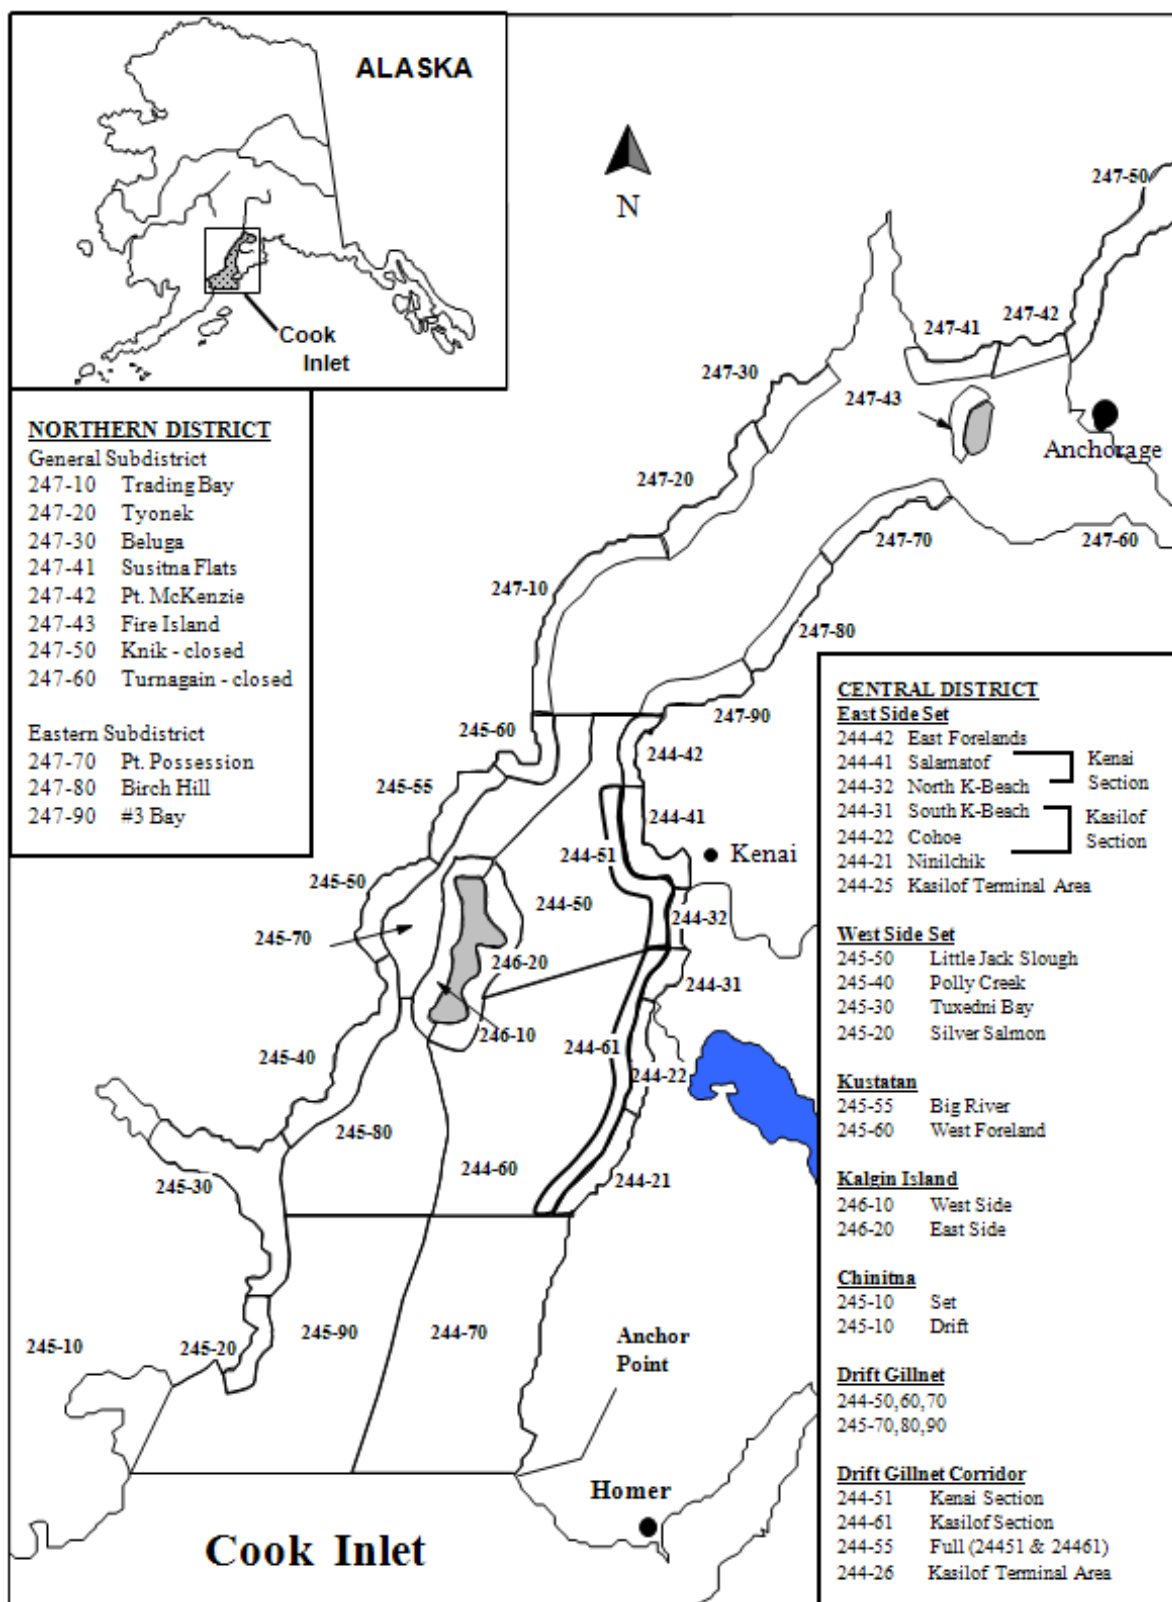 ALASKA
Cook
Inlet
N
NORTHERN DISTRICT
General Subdistrict
247-10 Trading Bay
247-20 Tyonek
247-30 Beluga
247-41 Susitna Flats
247-42 Pt. McKenzie
247-43 Fire Island
247-50 Knik - closed
247-60 Turnagain - closed
Eastern Subdistrict
247-70 Pt. Possession
247-80 Birch Hill
247-90 #3 Bay
247-50
247-42
247-41
247-30
247-43
Anchorage
247-20
247-70
247-60
247-10
247-80
247-90
245-60
244-42
245-55
244-41
Kenai
244-51
245-50
244-50
244-32
245-70
246-20
244-31
246-10
244-61
245-40
244-22
245-80
244-60
244-21
245-30
245-90
244-70
Anchor
Point
245-10
245-20
Homer
Cook Inlet
CENTRAL DISTRICT
East Side Set
244-42 East Forelands
244-41 Salamatof
244-32 North K-Beach
Kenai
Section
244-31 South K-Beach
244-22 Cohoe
244-21 Ninilchik
Kasilof
Section
244-25 Kasilof Terminal Area
West Side Set
245-50 Little Jack Slough
245-40 Polly Creek
245-30 Tuxedni Bay
245-20 Silver Salmon
Kustatan
245-55 Big River
245-60 West Foreland
Kalgin Island
246-10 West Side
246-20 East Side
Chinitna
245-10 Set
245-10 Drift
Drift Gillnet
244-50,60,70
245-70,80,90
Drift Gillnet Corridor
244-51 Kenai Section
244-61 Kasilof Section
244-55 Full (24451 & 24461)
244-26 Kasilof Terminal Area